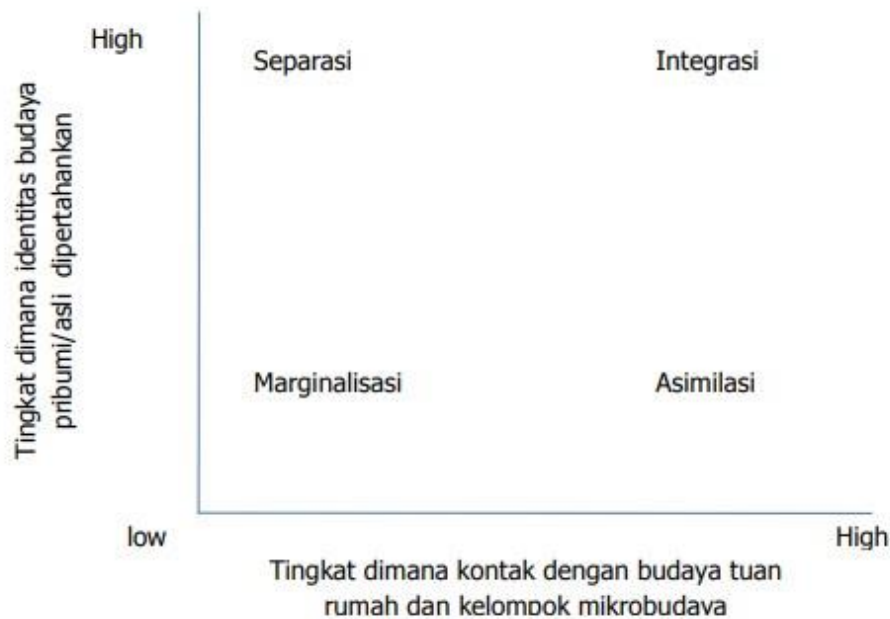 High
Separasi
Integrasi
Tingkat dimana identitas budaya
pribumi/asli dipertahankan
Marginalisasi
Asimilasi
low
High
Tingkat dimana kontak dengan budaya tuan
rumah dan kelompok mikrobudaya